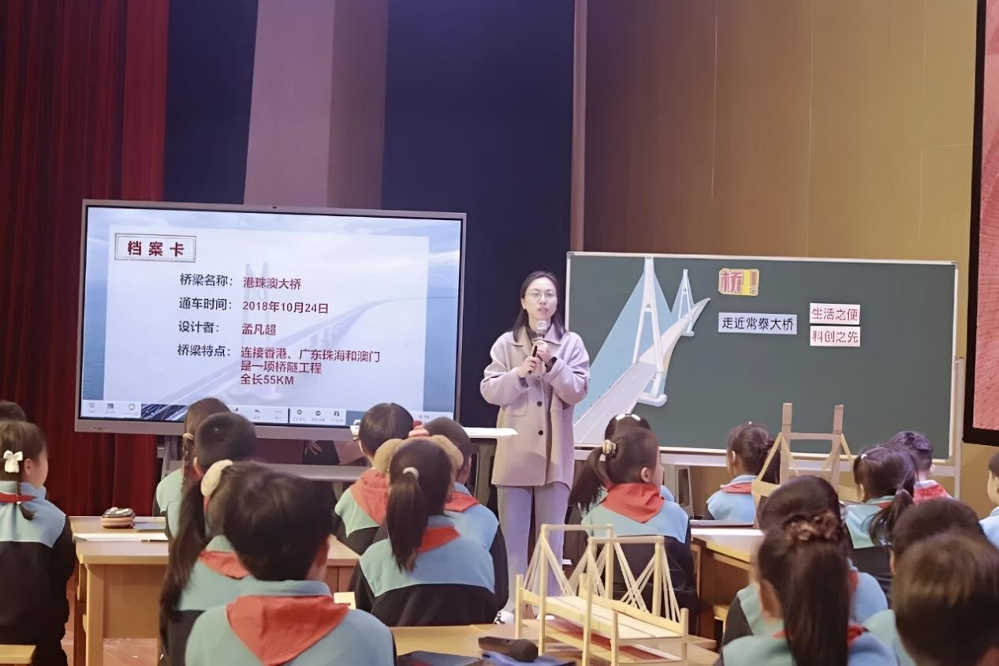 档案卡
桥梁名称： 港珠澳大桥
通车时间： 2018年10月24日
设计者： 孟凡超
桥梁特点： 连接香港、广东珠海和澳门
是一项桥隧工程
全长55KM
桥！
走近常泰大桥
生活之便
科创之先